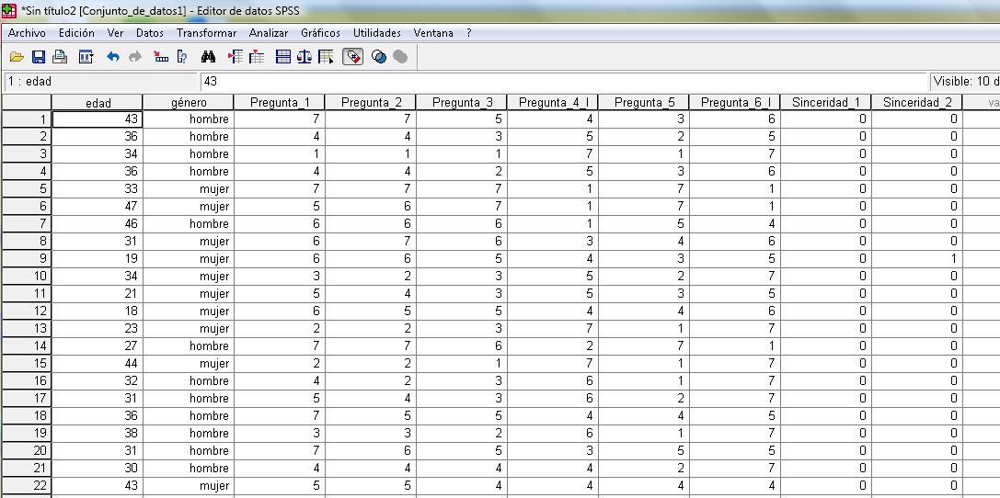 *Sin título2 [Conjunto_de_datos1] - Editor de datos SPSS
Archivo Edición Ver Datos Transformar Analizar Gráficos Utilidades Ventana ?
1 : edad 43 Visible: 10 d
edad género Pregunta_1 Pregunta_2 Pregunta_3 Pregunta_4_I Pregunta_5 Pregunta_6_I Sinceridad_1 Sinceridad_2 va
1 43 hombre 7 7 5 4 3 6 0 0
2 36 hombre 4 4 3 5 2 5 0 0
3 34 hombre 1 1 1 7 1 7 0 0
4 36 hombre 4 4 2 5 3 6 0 0
5 33 mujer 7 7 7 1 7 1 0 0
6 47 mujer 5 6 7 1 7 1 0 0
7 46 hombre 6 6 6 1 5 4 0 0
8 31 mujer 6 7 6 3 4 6 0 0
9 19 mujer 6 6 5 4 3 5 0 1
10 34 mujer 3 2 3 5 2 7 0 0
11 21 mujer 5 4 3 5 3 5 0 0
12 18 mujer 6 5 5 4 4 6 0 0
13 23 mujer 2 2 3 7 1 7 0 0
14 27 hombre 7 7 6 2 7 1 0 0
15 44 mujer 2 2 1 7 1 7 0 0
16 32 hombre 4 2 3 6 1 7 0 0
17 31 hombre 5 4 3 6 2 7 0 0
18 36 hombre 7 5 5 4 4 5 0 0
19 38 hombre 3 3 2 6 1 7 0 0
20 31 hombre 7 6 5 3 5 5 0 0
21 30 hombre 4 4 4 4 2 7 0 0
22 43 mujer 5 5 4 4 4 4 0 0